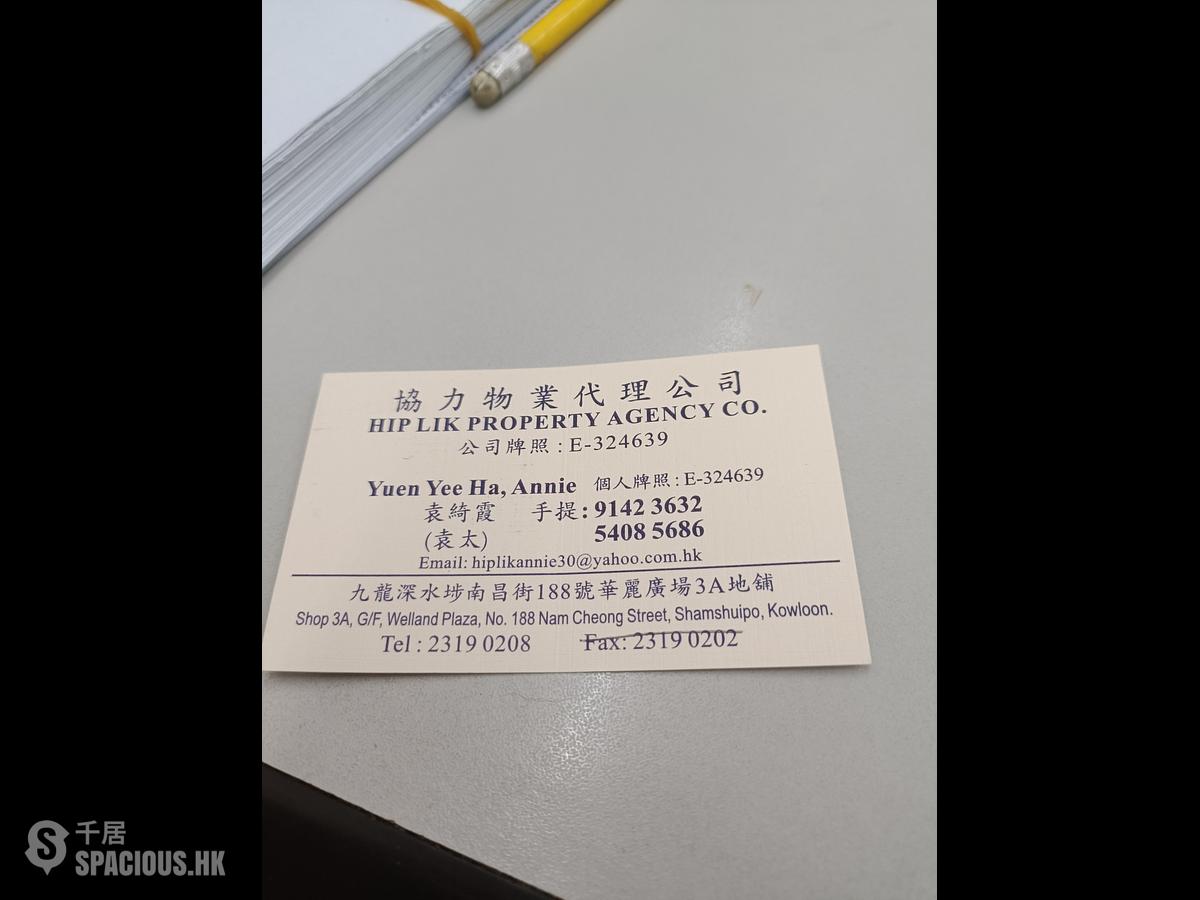 協力物業代理公司
HIP LIK PROPERTY AGENCY CO.
公司牌照 : E-324639
Yuen Yee Ha, Annie 個人牌照 : E-324639
袁綺霞 手提 : 9142 3632
(袁太) 5408 5686
Email: hiplikannie30@yahoo.com.hk
九龍深水埗南昌街188號華麗廣場3A地舖
Shop 3A, G/F, Welland Plaza, No. 188 Nam Cheong Street, Shamshuipo, Kowloon.
Tel : 2319 0208 Fax: 2319 0202
千居
SPACIOUS.HK